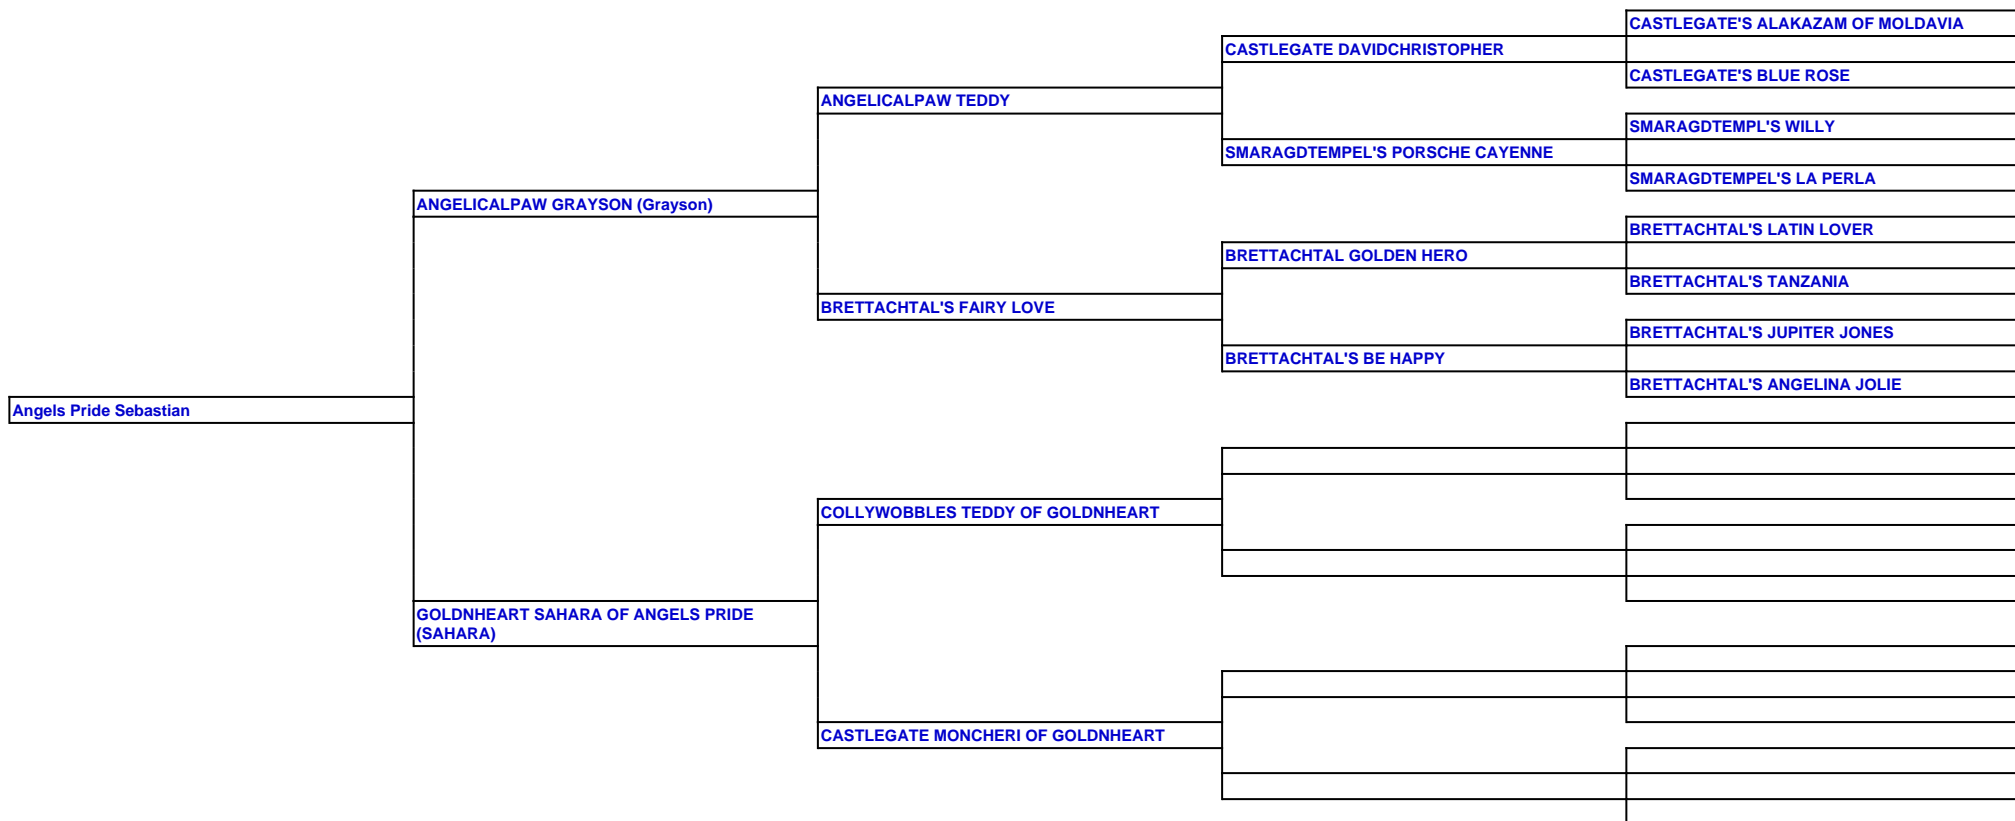 CASTLEGATE'S ALAKAZAM OF MOLDAVIA
CASTLEGATE DAVIDCHRISTOPHER
CASTLEGATE'S BLUE ROSE
ANGELICALPAW TEDDY
SMARAGDTEMPL'S WILLY
SMARAGDTEMPEL'S PORSCHE CAYENNE
SMARAGDTEMPEL'S LA PERLA
ANGELICALPAW GRAYSON (Grayson)
BRETTACHTAL'S LATIN LOVER
BRETTACHTAL GOLDEN HERO
BRETTACHTAL'S TANZANIA
BRETTACHTAL'S FAIRY LOVE
BRETTACHTAL'S JUPITER JONES
BRETTACHTAL'S BE HAPPY
BRETTACHTAL'S ANGELINA JOLIE
Angels Pride Sebastian
COLLYWOBBLES TEDDY OF GOLDNHEART
GOLDNHEART SAHARA OF ANGELS PRIDE
(SAHARA)
CASTLEGATE MONCHERI OF GOLDNHEART